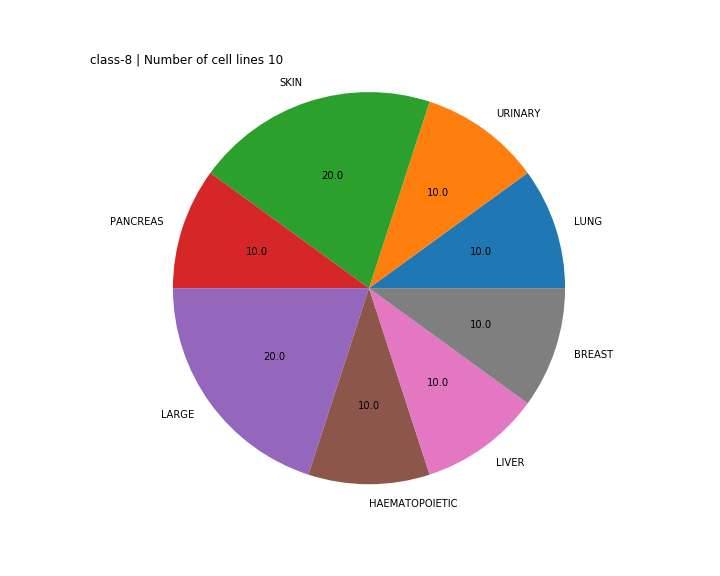 class-8 | Number of cell lines 10
SKIN
URINARY
20.0
10.0
PANCREAS
LUNG
10.0
10.0
10.0
BREAST
20.0
10.0
10.0
LARGE
LIVER
HAEMATOPOIETIC